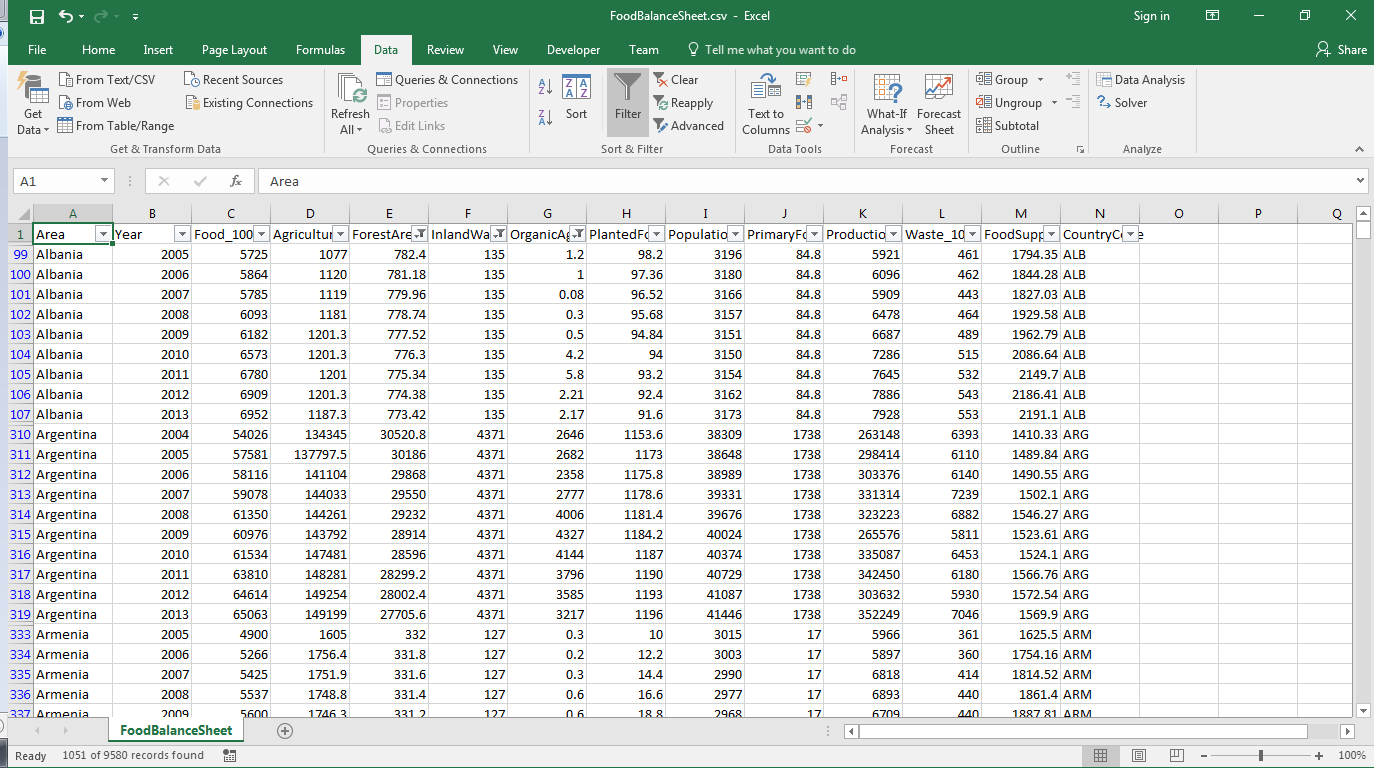 FoodBalanceSheet.csv - Excel
Sign in
File Home Insert Page Layout Formulas Data Review View Developer Team Tell me what you want to do Share
Get Data
From Text/CSV
From Web
From Table/Range
Recent Sources
Existing Connections
Get & Transform Data
Refresh All
Queries & Connections
Properties
Edit Links
Queries & Connections
Sort
Filter
Clear
Reapply
Advanced
Sort & Filter
Text to Columns
Data Tools
What-If Analysis
Forecast Sheet
Forecast
Group
Ungroup
Subtotal
Outline
Data Analysis
Solver
Analyze
A1 fx Area
A B C D E F G H I J K L M N O P Q
1 Area Year Food_100 Agricultur ForestAre InlandWa OrganicAg PlantedFo Populatio PrimaryFo Productio Waste_10 FoodSupp CountryCode
99 Albania 2005 5725 1077 782.4 135 1.2 98.2 3196 84.8 5921 461 1794.35 ALB
100 Albania 2006 5864 1120 781.18 135 1 97.36 3180 84.8 6096 462 1844.28 ALB
101 Albania 2007 5785 1119 779.96 135 0.08 96.52 3166 84.8 5909 443 1827.03 ALB
102 Albania 2008 6093 1181 778.74 135 0.3 95.68 3157 84.8 6478 464 1929.58 ALB
103 Albania 2009 6182 1201.3 777.52 135 0.5 94.84 3151 84.8 6687 489 1962.79 ALB
104 Albania 2010 6573 1201.3 776.3 135 4.2 94 3150 84.8 7286 515 2086.64 ALB
105 Albania 2011 6780 1201 775.34 135 5.8 93.2 3154 84.8 7645 532 2149.7 ALB
106 Albania 2012 6909 1201.3 774.38 135 2.21 92.4 3162 84.8 7886 543 2186.41 ALB
107 Albania 2013 6952 1187.3 773.42 135 2.17 91.6 3173 84.8 7928 553 2191.1 ALB
310 Argentina 2004 54026 134345 30520.8 4371 2646 1153.6 38309 1738 263148 6393 1410.33 ARG
311 Argentina 2005 57581 137797.5 30186 4371 2682 1173 38648 1738 298414 6110 1489.84 ARG
312 Argentina 2006 58116 141104 29868 4371 2358 1175.8 38989 1738 303376 6140 1490.55 ARG
313 Argentina 2007 59078 144033 29550 4371 2777 1178.6 39331 1738 331314 7239 1502.1 ARG
314 Argentina 2008 61350 144261 29232 4371 4006 1181.4 39676 1738 323223 6882 1546.27 ARG
315 Argentina 2009 60976 143792 28914 4371 4327 1184.2 40024 1738 265576 5811 1523.61 ARG
316 Argentina 2010 61534 147481 28596 4371 4144 1187 40374 1738 335087 6453 1524.1 ARG
317 Argentina 2011 63810 148281 28299.2 4371 3796 1190 40729 1738 342450 6180 1566.76 ARG
318 Argentina 2012 64614 149254 28002.4 4371 3585 1193 41087 1738 303632 5930 1572.54 ARG
319 Argentina 2013 65063 149199 27705.6 4371 3217 1196 41446 1738 352249 7046 1569.9 ARG
333 Armenia 2005 4900 1605 332 127 0.3 10 3015 17 5966 361 1625.5 ARM
334 Armenia 2006 5266 1756.4 331.8 127 0.2 12.2 3003 17 5897 360 1754.16 ARM
335 Armenia 2007 5425 1751.9 331.6 127 0.3 14.4 2990 17 6818 414 1814.52 ARM
336 Armenia 2008 5537 1748.8 331.4 127 0.6 16.6 2977 17 6893 440 1861.4 ARM
337 Armenia 2009 5600 1746.3 331.2 127 0.6 18.8 2968 17 6709 440 1887.81 ARM
FoodBalanceSheet
Ready 1051 of 9580 records found 100%